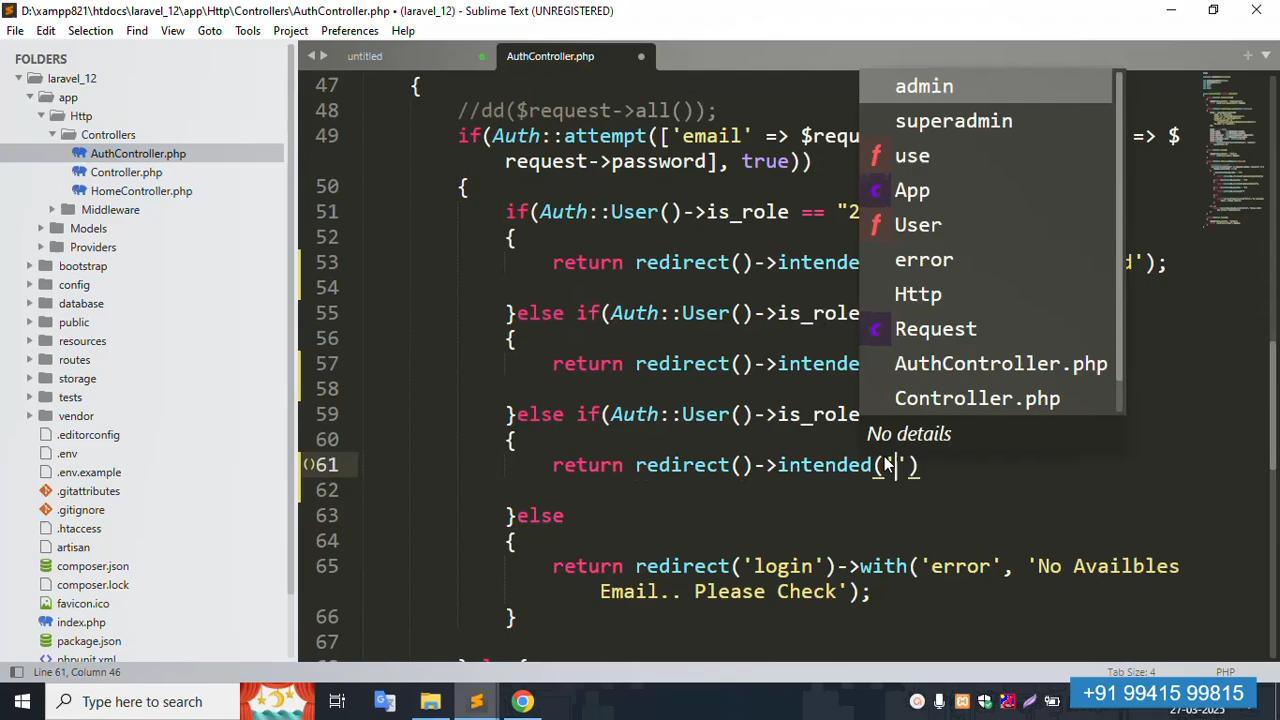 D:\xampp821\htdocs\laravel_12\app\Http\Controllers\AuthController.php • (laravel_12) - Sublime Text (UNREGISTERED)
File Edit Selection Find View Goto Tools Project Preferences Help
FOLDERS
laravel_12
app
Http
Controllers
AuthController.php
Controller.php
HomeController.php
Middleware
Models
Providers
bootstrap
config
database
public
resources
routes
storage
tests
vendor
.editorconfig
.env
.env.example
.gitattributes
.gitignore
.htaccess
artisan
composer.json
composer.lock
favicon.ico
index.php
package.json
phpunit.xml
untitled
AuthController.php
47 {
48 //dd($request->all());
49 if(Auth::attempt(['email' => $requ => $
request->password], true))
50 {
51 if(Auth::User()->is_role == "2
52 {
53 return redirect()->intende d');
54
55 }else if(Auth::User()->is_role
56 {
57 return redirect()->intende
58
59 }else if(Auth::User()->is_role
60 {
61 return redirect()->intended('')
62
63 }else
64 {
65 return redirect('login')->with('error', 'No Availbles
Email.. Please Check');
66 }
67
admin
superadmin
f use
c App
f User
error
Http
c Request
AuthController.php
Controller.php
No details
Line 61, Column 46
Tab Size: 4
PHP
Type here to search
+91 99415 99815
27-03-2025